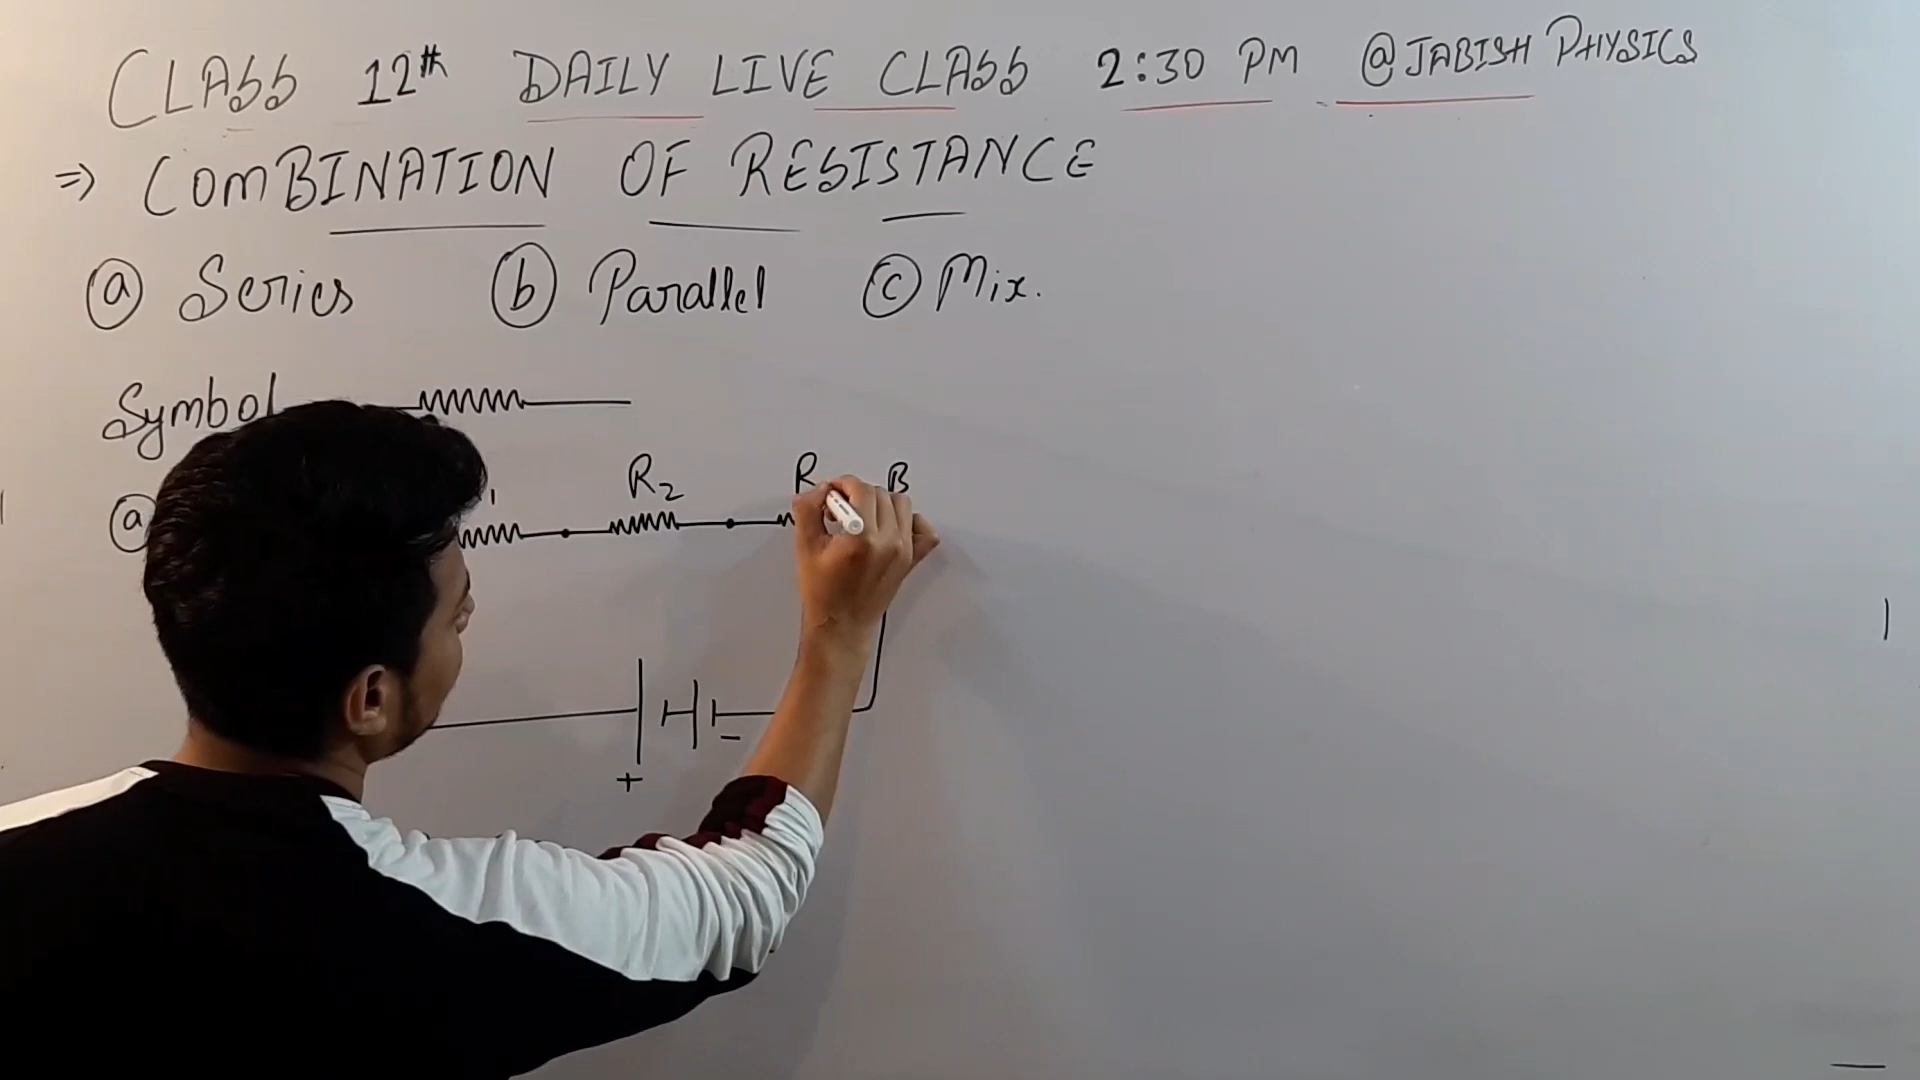 CLASS 12th DAILY LIVE CLASS 2:30 PM @JABISH PHYSICS
⇒ COMBINATION OF RESISTANCE
ⓐ Series ⓑ Parallel ⓒ Mix.
Symbol
R2 R B
ⓐ
−
+